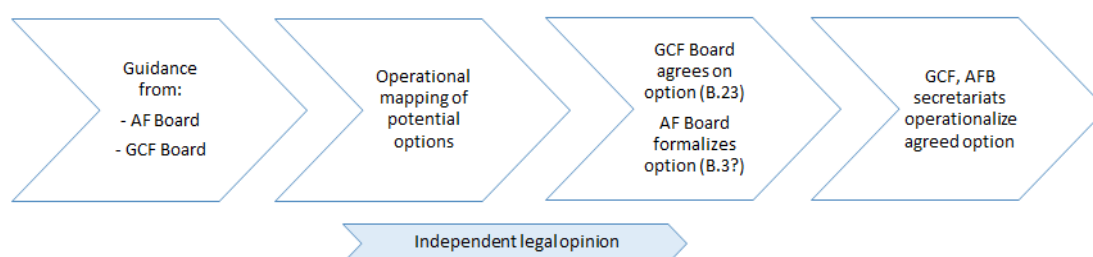 Guidance
from:
- AF Board
- GCF Board
Operational
mapping of
potential
options
GCF Board
agrees on
option (B.23)
AF Board
formalizes
option (B.3?)
GCF, AFB
secretariats
operationalize
agreed option
Independent legal opinion